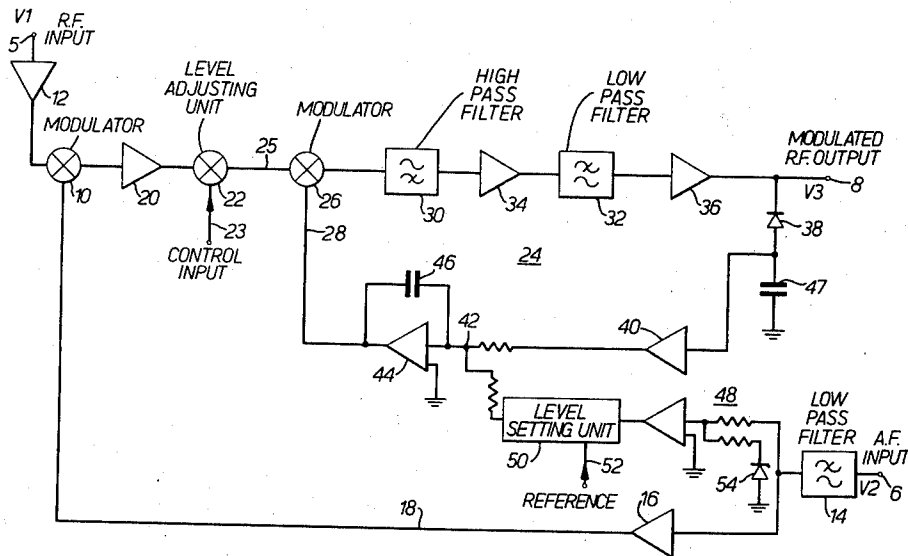 V1
R.F.
INPUT
5
12
LEVEL
ADJUSTING
UNIT
MODULATOR
10
20
22
23
CONTROL
INPUT
25
MODULATOR
26
28
HIGH
PASS
FILTER
30
34
LOW
PASS
FILTER
32
36
MODULATED
R.F. OUTPUT
V3
8
38
24
46
47
42
40
44
48
LEVEL
SETTING UNIT
50
52
REFERENCE
54
LOW
PASS
FILTER
A.F.
INPUT
V2
6
14
16
18